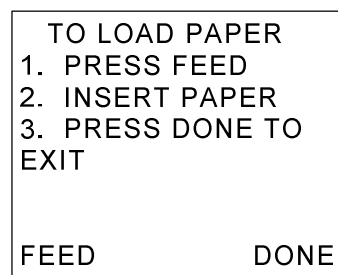 TO LOAD PAPER
1. PRESS FEED
2. INSERT PAPER
3. PRESS DONE TO
EXIT
FEED DONE